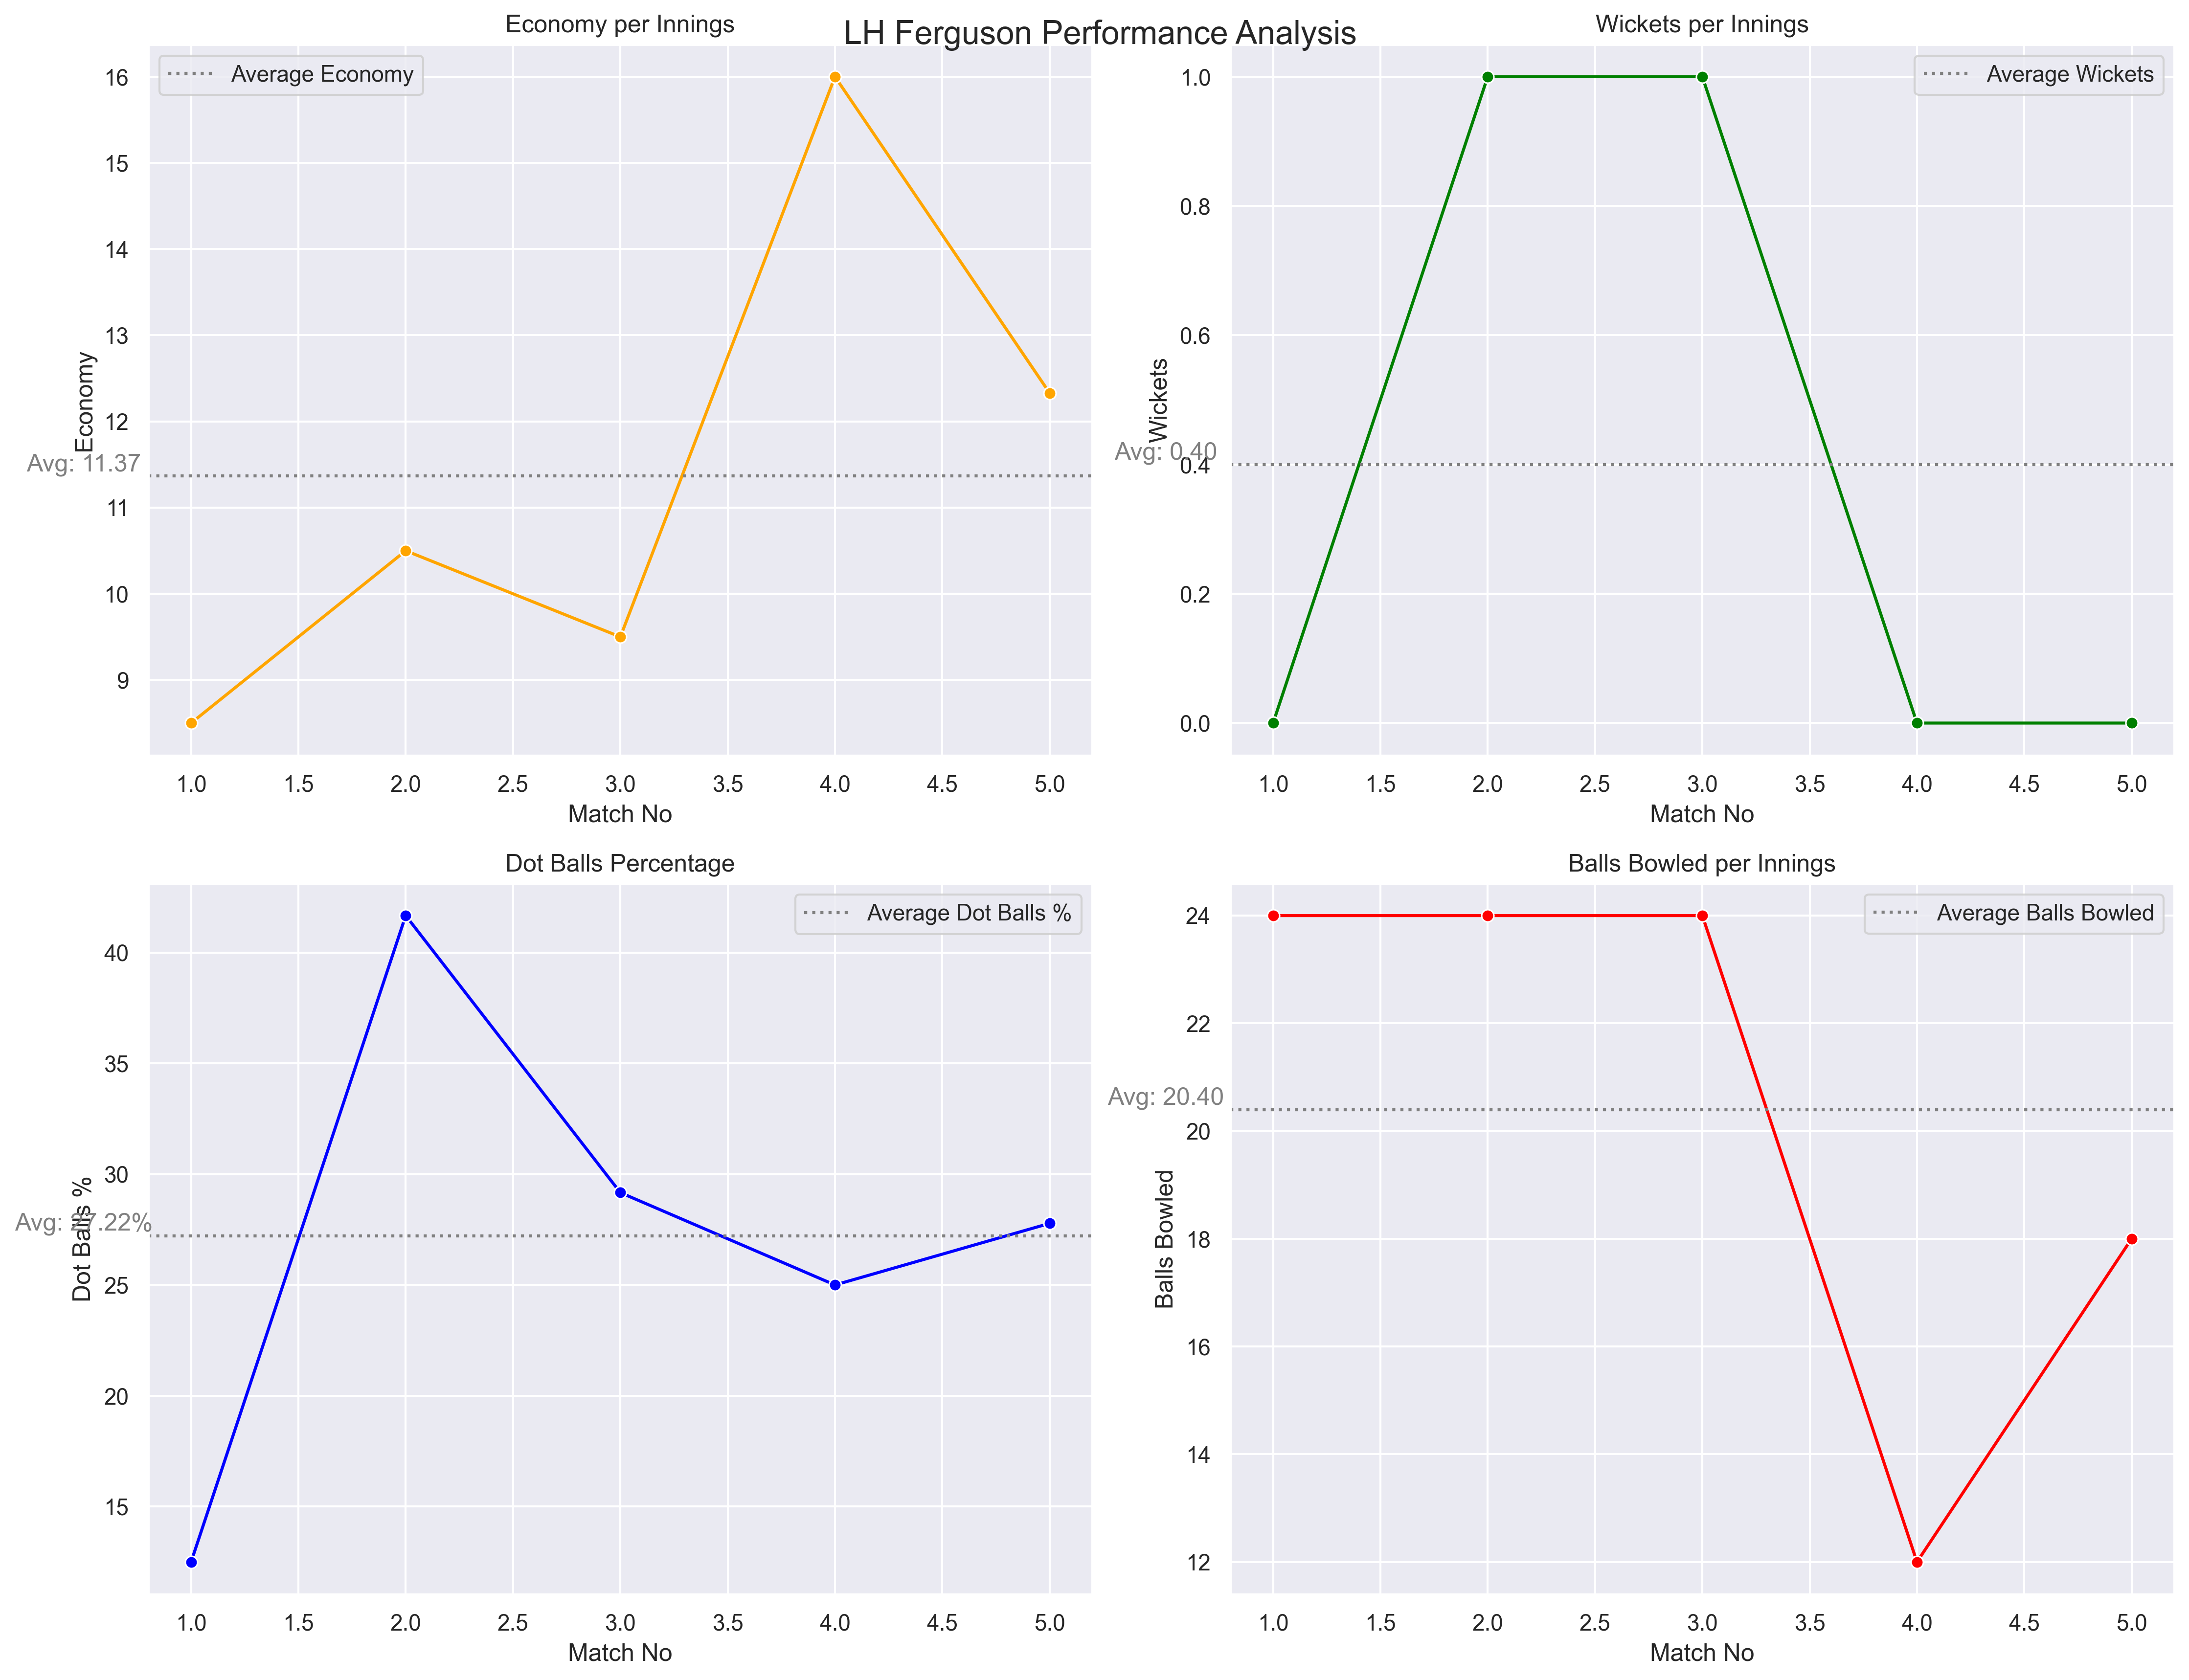 LH Ferguson Performance Analysis
Economy per Innings
Average Economy
16
15
14
13
12
11
10
9
Economy
Avg: 11.37
1.0 1.5 2.0 2.5 3.0 3.5 4.0 4.5 5.0
Match No
Wickets per Innings
Average Wickets
1.0
0.8
0.6
0.4
0.2
0.0
Wickets
Avg: 0.40
1.0 1.5 2.0 2.5 3.0 3.5 4.0 4.5 5.0
Match No
Dot Balls Percentage
Average Dot Balls %
40
35
30
25
20
15
Dot Balls %
Avg: 27.22%
1.0 1.5 2.0 2.5 3.0 3.5 4.0 4.5 5.0
Match No
Balls Bowled per Innings
Average Balls Bowled
24
22
20
18
16
14
12
Balls Bowled
Avg: 20.40
1.0 1.5 2.0 2.5 3.0 3.5 4.0 4.5 5.0
Match No